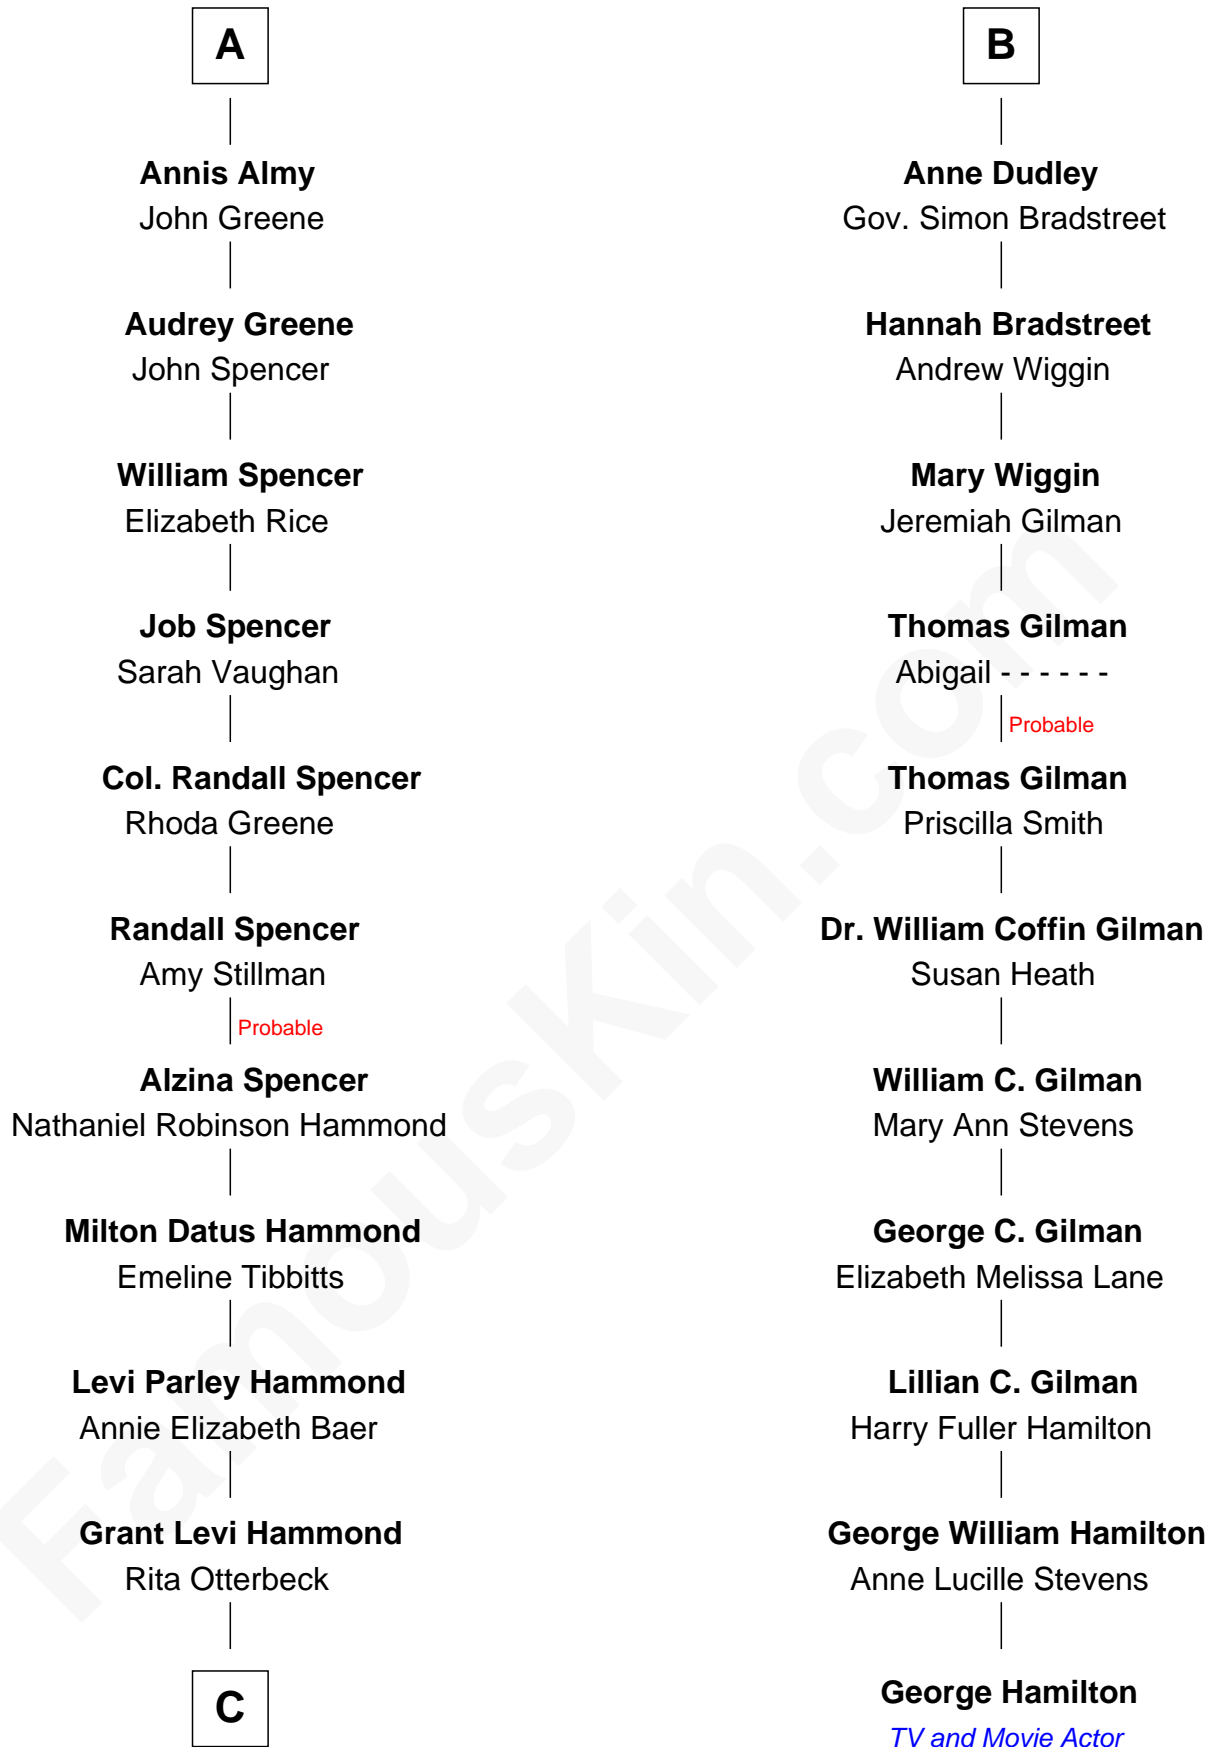 A
Annis Almy
John Greene
Audrey Greene
John Spencer
William Spencer
Elizabeth Rice
Job Spencer
Sarah Vaughan
Col. Randall Spencer
Rhoda Greene
Randall Spencer
Amy Stillman
Probable
Alzina Spencer
Nathaniel Robinson Hammond
Milton Datus Hammond
Emeline Tibbitts
Levi Parley Hammond
Annie Elizabeth Baer
Grant Levi Hammond
Rita Otterbeck
C
B
Anne Dudley
Gov. Simon Bradstreet
Hannah Bradstreet
Andrew Wiggin
Mary Wiggin
Jeremiah Gilman
Thomas Gilman
Abigail - - - - - -
Probable
Thomas Gilman
Priscilla Smith
Dr. William Coffin Gilman
Susan Heath
William C. Gilman
Mary Ann Stevens
George C. Gilman
Elizabeth Melissa Lane
Lillian C. Gilman
Harry Fuller Hamilton
George William Hamilton
Anne Lucille Stevens
George Hamilton
TV and Movie Actor
FamousKin.com